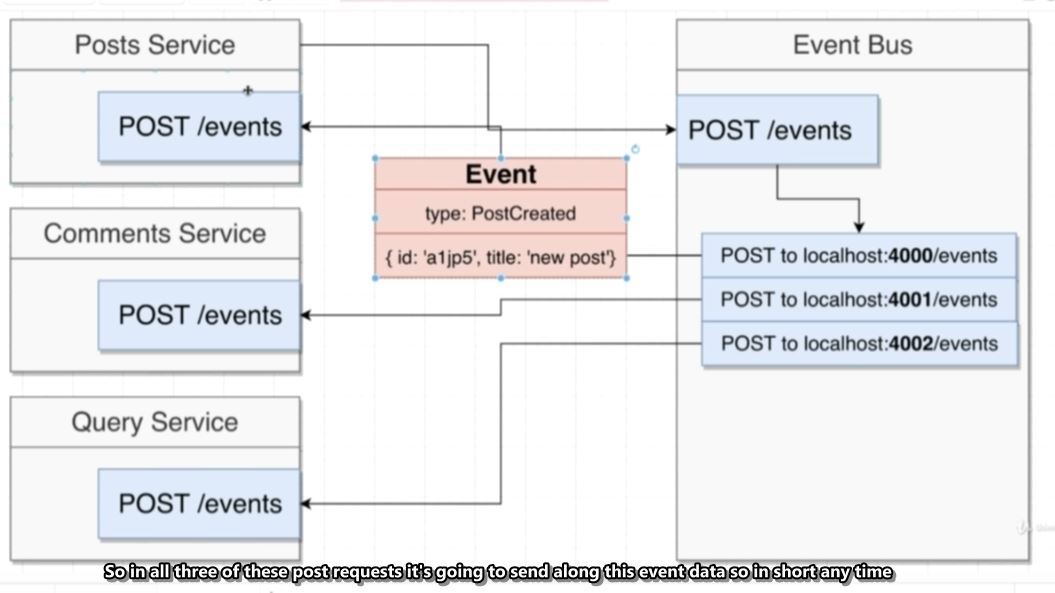 Posts Service
POST /events
Comments Service
POST /events
Query Service
POST /events
Event
type: PostCreated
{ id: 'a1jp5', title: 'new post'}
Event Bus
POST /events
POST to localhost:4000/events
POST to localhost:4001/events
POST to localhost:4002/events
So in all three of these post requests it's going to send along this event data so in short any time